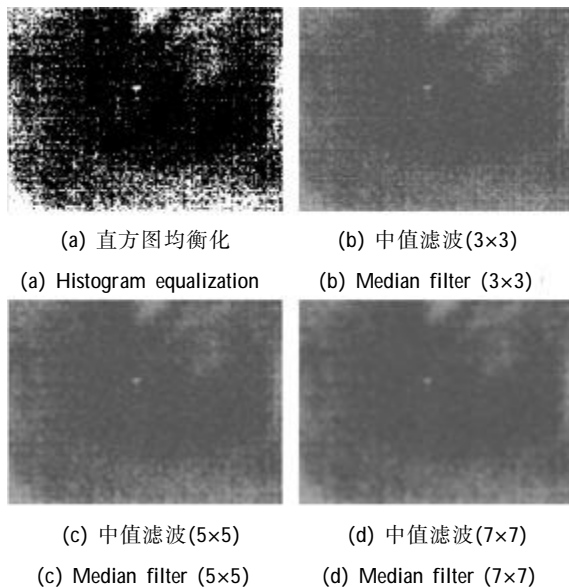 (a) 直方图均衡化
(b) 中值滤波(3×3)
(a) Histogram equalization
(b) Median filter (3×3)
(c) 中值滤波(5×5)
(d) 中值滤波(7×7)
(c) Median filter (5×5)
(d) Median filter (7×7)